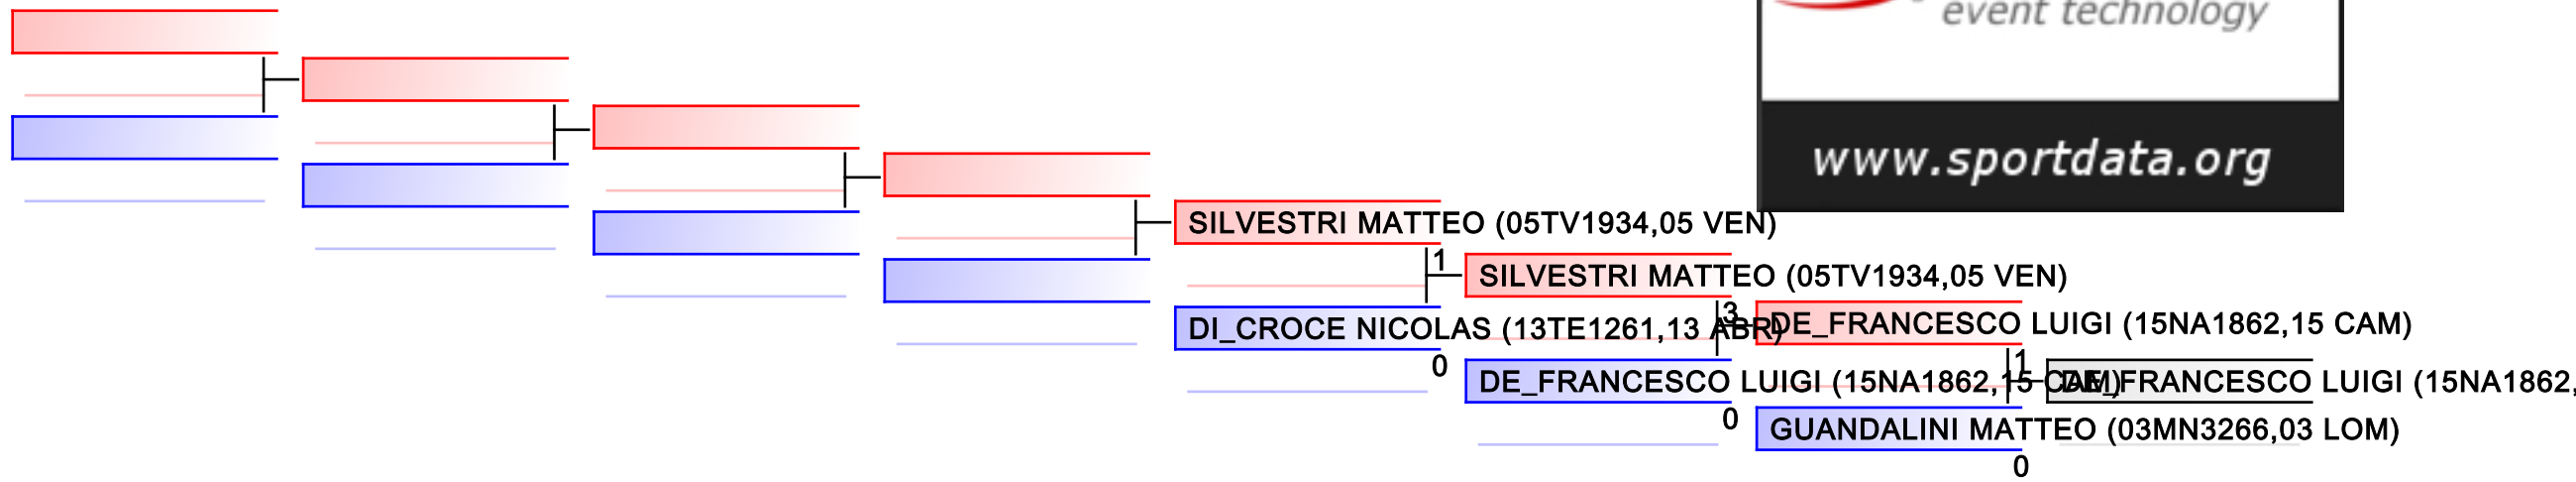 event technology
www.sportdata.org
SILVESTRI MATTEO (05TV1934,05 VEN)
1
SILVESTRI MATTEO (05TV1934,05 VEN)
DI_CROCE NICOLAS (13TE1261,13 ABR)
0
3
DE_FRANCESCO LUIGI (15NA1862,15 CAM)
DE_FRANCESCO LUIGI (15NA1862,15 CAM)
0
1
DE_FRANCESCO LUIGI (15NA1862,
GUANDALINI MATTEO (03MN3266,03 LOM)
0